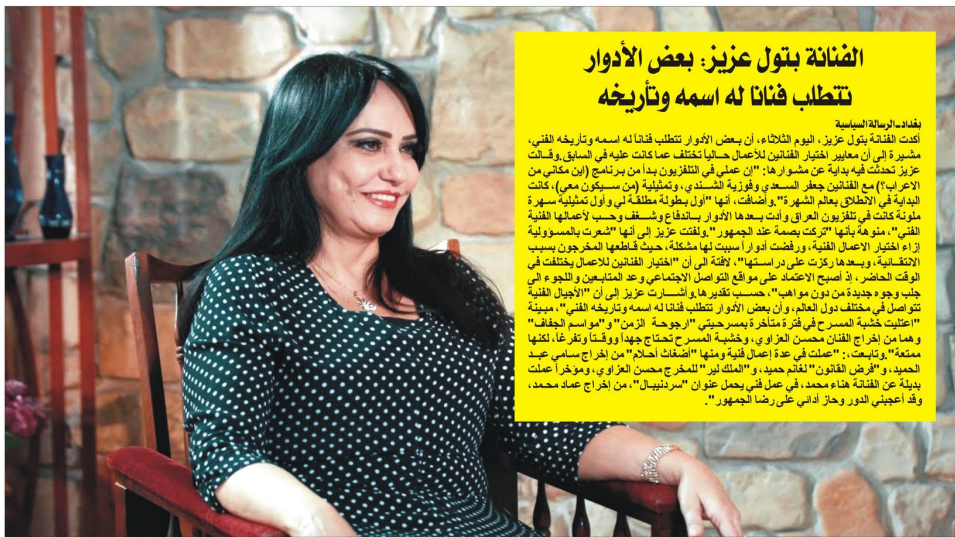 الفنانة بتول عزيز: بعض الأدوار
تتطلب فنانا له اسمه وتأريخه
بغداد ــ الرسالة السياسية
أكدت الفنانة بتول عزيز، اليوم الثلاثاء، أن بعض الأدوار تتطلب فناناً له اسمه وتأريخه الفني،
مشيرة إلى أن معايير اختيار الفنانين للأعمال حالياً تختلف عما كانت عليه في السابق.وقالت
عزيز تحدثت فيه بداية عن مشوارها: "إن عملي في التلفزيون بدأ من برنامج (اين مكاني من
الاعراب؟) مع الفنانين جعفر السعدي وفوزية الشندي، وتمثيلية (من سيكون معي)، كانت
البداية في الانطلاق بعالم الشهرة".وأضافت، أنها "أول بطولة مطلقة لي وأول تمثيلية سهرة
ملونة كانت في تلفزيون العراق وأدت بعدها الأدوار باندفاع وشغف وحب لأعمالها الفنية
الفني"، منوهة بأنها "تركت بصمة عند الجمهور".ولفتت عزيز إلى أنها "شعرت بالمسؤولية
إزاء اختيار الاعمال الفنية، ورفضت أدواراً سببت لها مشكلة، حيث قاطعها المخرجون بسبب
الانتقائية، وبعدها ركزت على دراستها"، لافتة إلى أن "اختيار الفنانين للاعمال يختلفت في
الوقت الحاضر، إذ أصبح الاعتماد على مواقع التواصل الاجتماعي وعد المتابعين واللجوء الى
جلب وجوه جديدة من دون مواهب"، حسب تقديرها.وأشارت عزيز إلى أن "الأجيال الفنية
تتواصل في مختلف دول العالم، وأن بعض الأدوار تتطلب فنانا له اسمه وتاريخه الفني"، مبينة
"اعتليت خشبة المسرح في فترة متأخرة بمسرحيتي "ارجوحة الزمن" و"مواسم الجفاف"
وهما من إخراج الفنان محسن العزاوي، وخشبة المسرح تحتاج جهداً ووقتاً وتفرغاً، لكنها
ممتعة".وتابعت،: "عملت في عدة إعمال فنية ومنها "أضغاث أحلام" من إخراج سامي عبد
الحميد، و"فرض القانون" لغانم حميد، و"الملك لير" للمخرج محسن العزاوي، ومؤخراً عملت
بديلة عن الفنانة هناء محمد، في عمل فني يحمل عنوان "سردنيبال"، من إخراج عماد محمد،
وقد أعجبني الدور وحاز أدائي على رضا الجمهور".